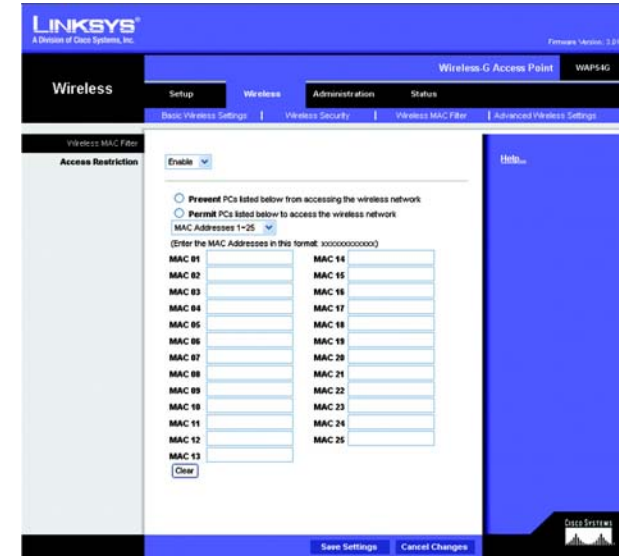 LINKSYS®
A Division of Cisco Systems, Inc.
Firmware Version: 3.01
Wireless-G Access Point WAP54G
Wireless
Setup Wireless Administration Status
Basic Wireless Settings | Wireless Security | Wireless MAC Filter | Advanced Wireless Settings
Wireless MAC Filter
Access Restriction
Enable
Help...
Prevent PCs listed below from accessing the wireless network
Permit PCs listed below to access the wireless network
MAC Addresses 1~25
(Enter the MAC Addresses in this format: xxxxxxxxxxxx)
MAC 01 MAC 14
MAC 02 MAC 15
MAC 03 MAC 16
MAC 04 MAC 17
MAC 05 MAC 18
MAC 06 MAC 19
MAC 07 MAC 20
MAC 08 MAC 21
MAC 09 MAC 22
MAC 10 MAC 23
MAC 11 MAC 24
MAC 12 MAC 25
MAC 13
Clear
Save Settings Cancel Changes
CISCO SYSTEMS